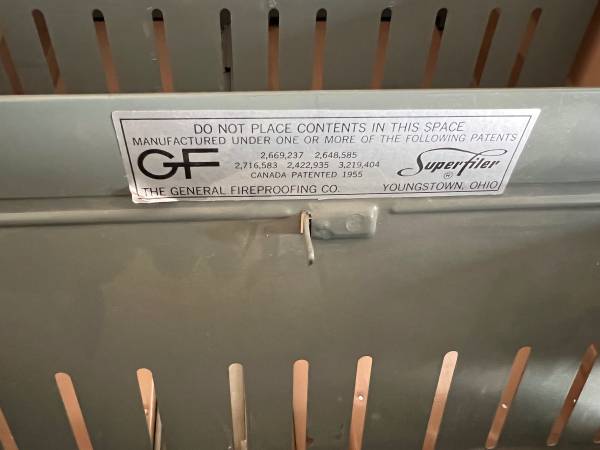 DO NOT PLACE CONTENTS IN THIS SPACE
MANUFACTURED UNDER ONE OR MORE OF THE FOLLOWING PATENTS
GF
2,669,237 2,648,585
2,716,583 2,422,935 3,219,404
CANADA PATENTED 1955
Superfiler
®
THE GENERAL FIREPROOFING CO.
YOUNGSTOWN, OHIO